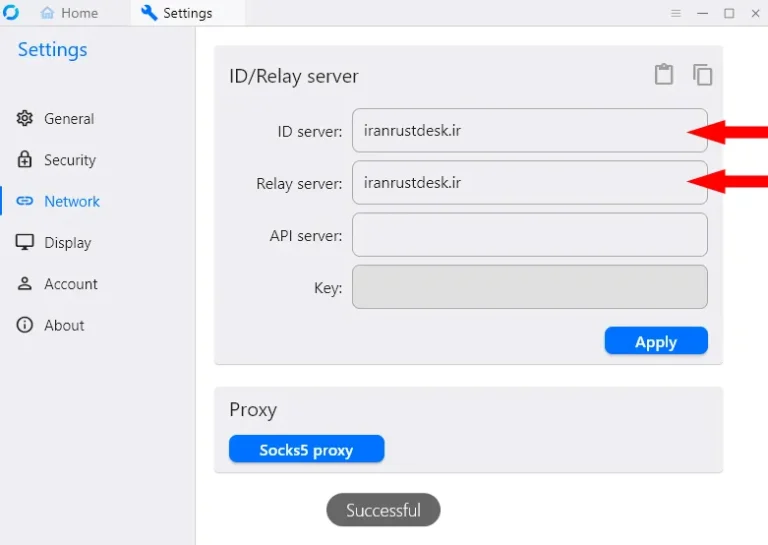 Home
Settings
Settings
General
Security
Network
Display
Account
About
ID/Relay server
ID server: iranrustdesk.ir
Relay server: iranrustdesk.ir
API server:
Key:
Apply
Proxy
Socks5 proxy
Successful